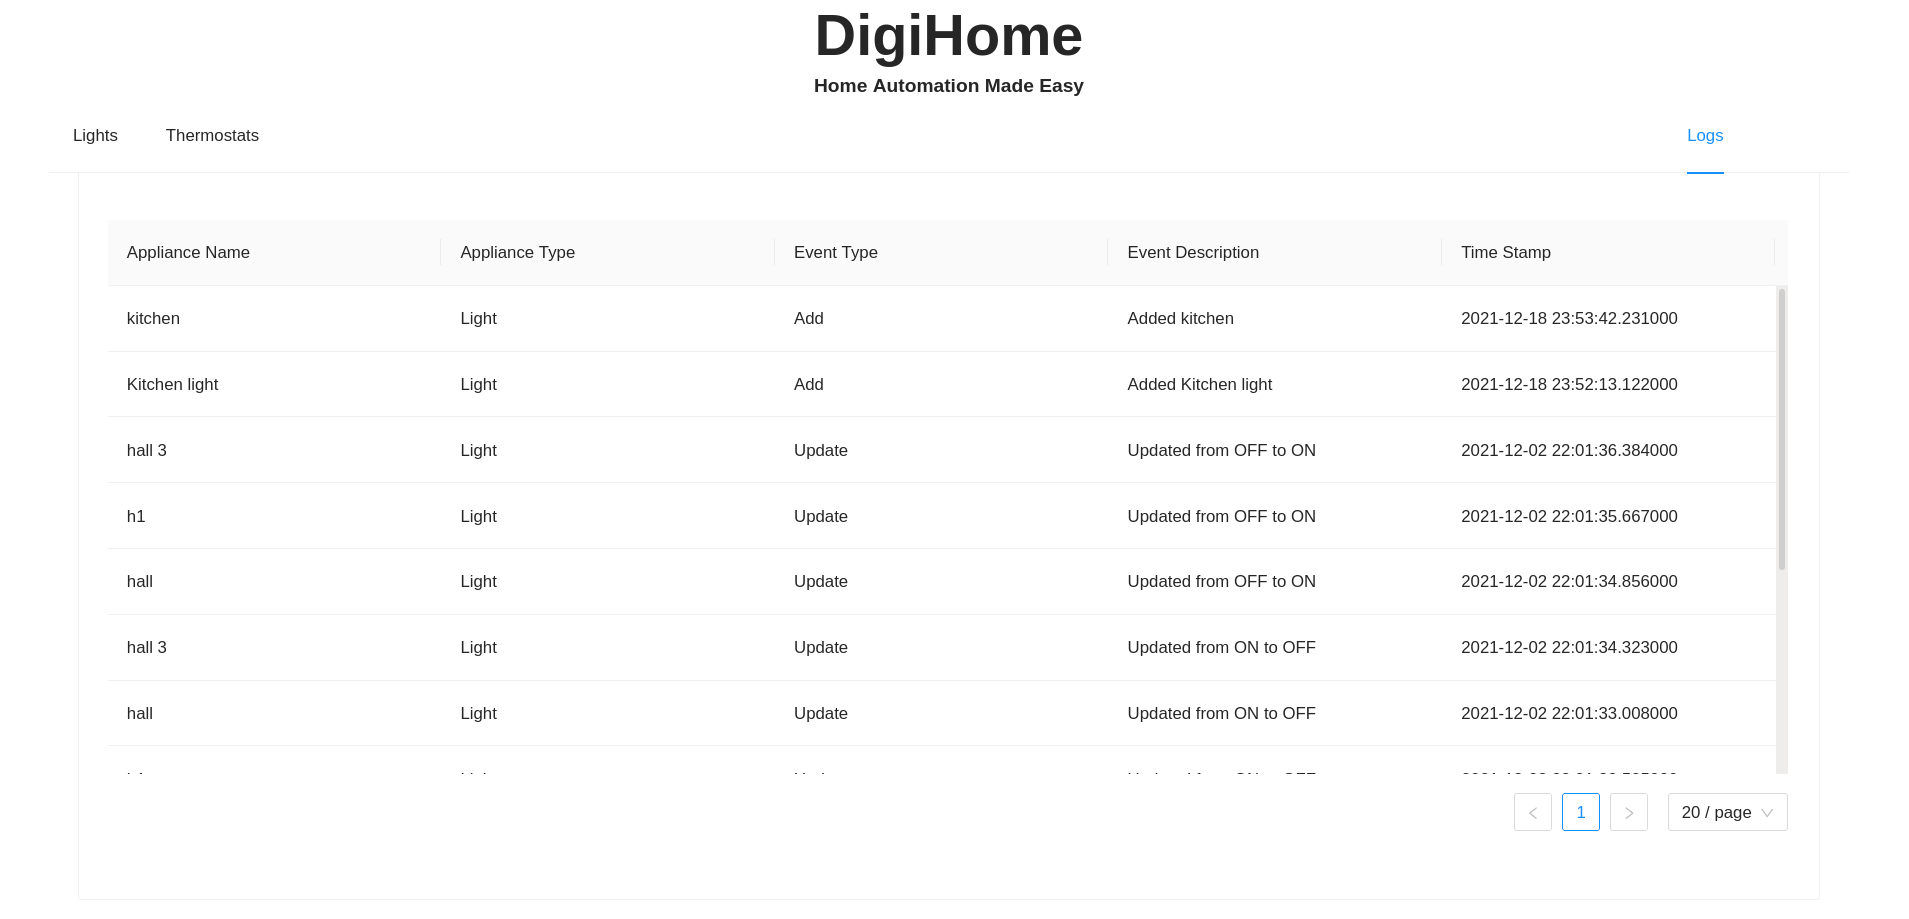 DigiHome
Home Automation Made Easy
Lights Thermostats Logs
Appliance Name Appliance Type Event Type Event Description Time Stamp
kitchen Light Add Added kitchen 2021-12-18 23:53:42.231000
Kitchen light Light Add Added Kitchen light 2021-12-18 23:52:13.122000
hall 3 Light Update Updated from OFF to ON 2021-12-02 22:01:36.384000
h1 Light Update Updated from OFF to ON 2021-12-02 22:01:35.667000
hall Light Update Updated from OFF to ON 2021-12-02 22:01:34.856000
hall 3 Light Update Updated from ON to OFF 2021-12-02 22:01:34.323000
hall Light Update Updated from ON to OFF 2021-12-02 22:01:33.008000
1 20 / page